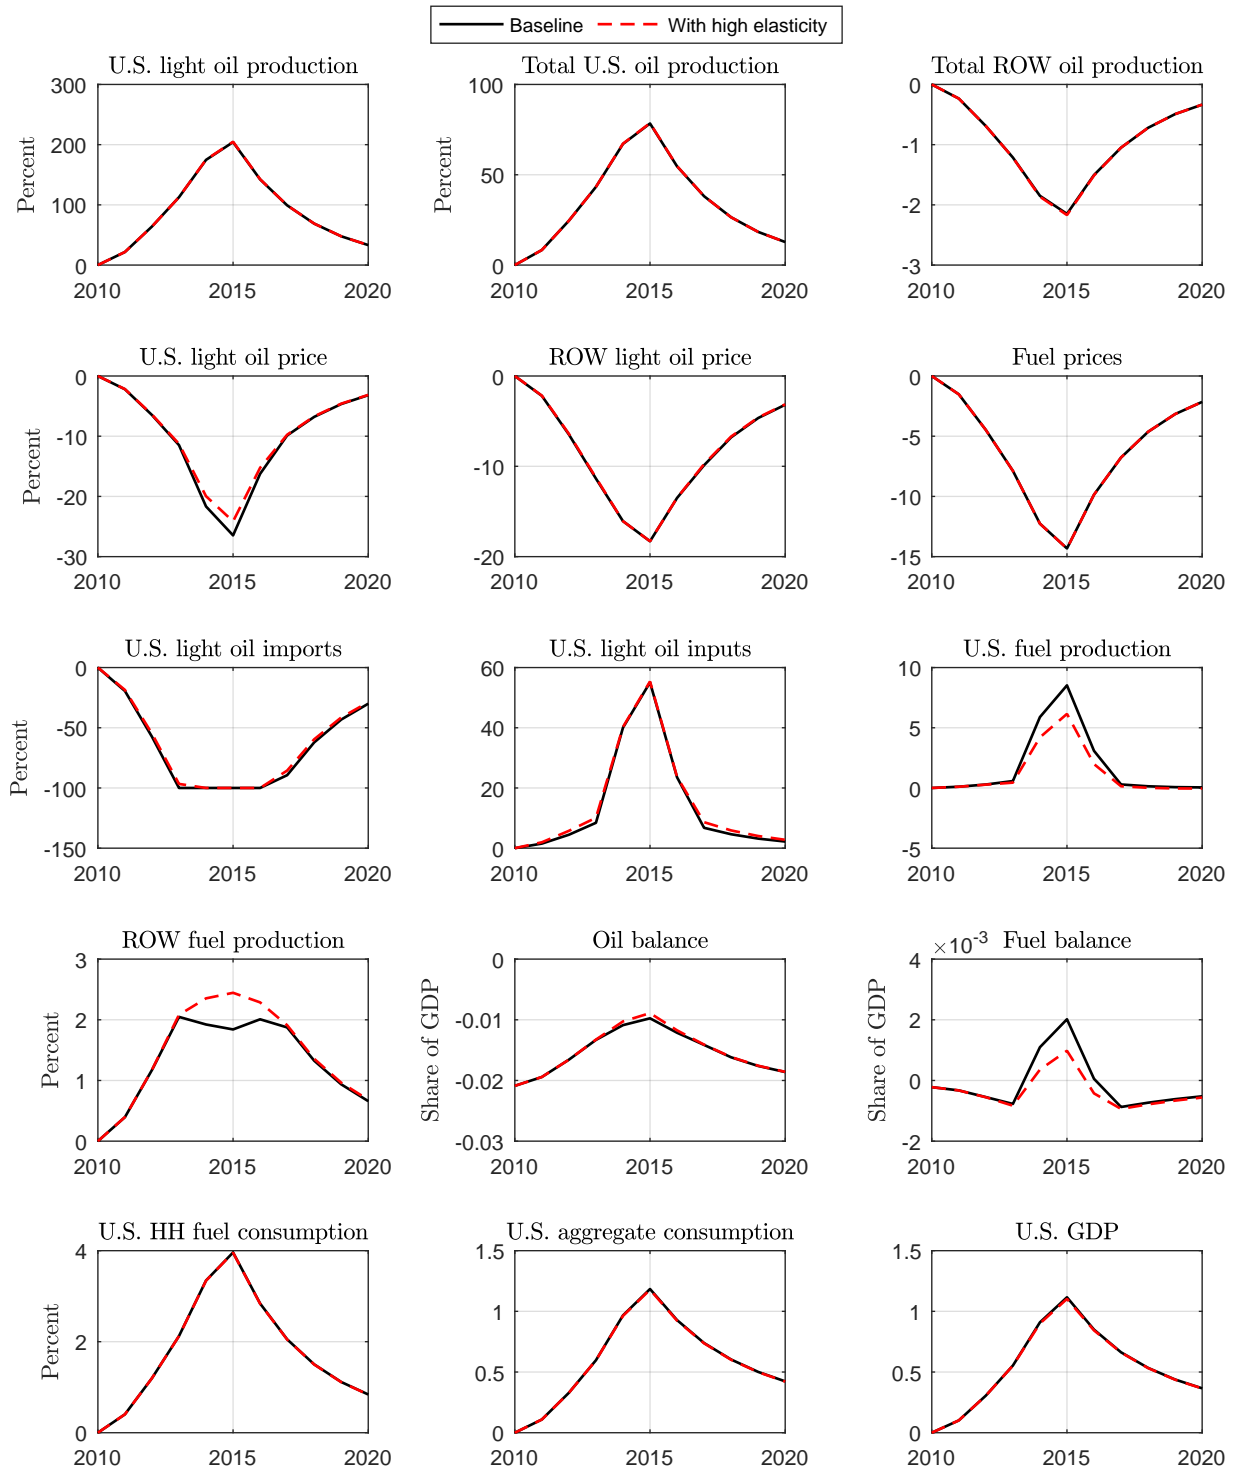 Baseline With high elasticity
U.S. light oil production
Total U.S. oil production
Total ROW oil production
Percent
300
200
100
0
2010 2015 2020
Percent
100
50
0
2010 2015 2020
0
-1
-2
-3
2010 2015 2020
U.S. light oil price
ROW light oil price
Fuel prices
Percent
0
-10
-20
-30
2010 2015 2020
0
-10
-20
2010 2015 2020
0
-5
-10
-15
2010 2015 2020
U.S. light oil imports
U.S. light oil inputs
U.S. fuel production
Percent
0
-50
-100
-150
2010 2015 2020
60
40
20
0
2010 2015 2020
10
5
0
-5
2010 2015 2020
ROW fuel production
Oil balance
×10⁻³ Fuel balance
Percent
3
2
1
0
2010 2015 2020
Share of GDP
0
-0.01
-0.02
-0.03
2010 2015 2020
Share of GDP
4
2
0
-2
2010 2015 2020
U.S. HH fuel consumption
U.S. aggregate consumption
U.S. GDP
Percent
4
2
0
2010 2015 2020
1.5
1
0.5
0
2010 2015 2020
1.5
1
0.5
0
2010 2015 2020